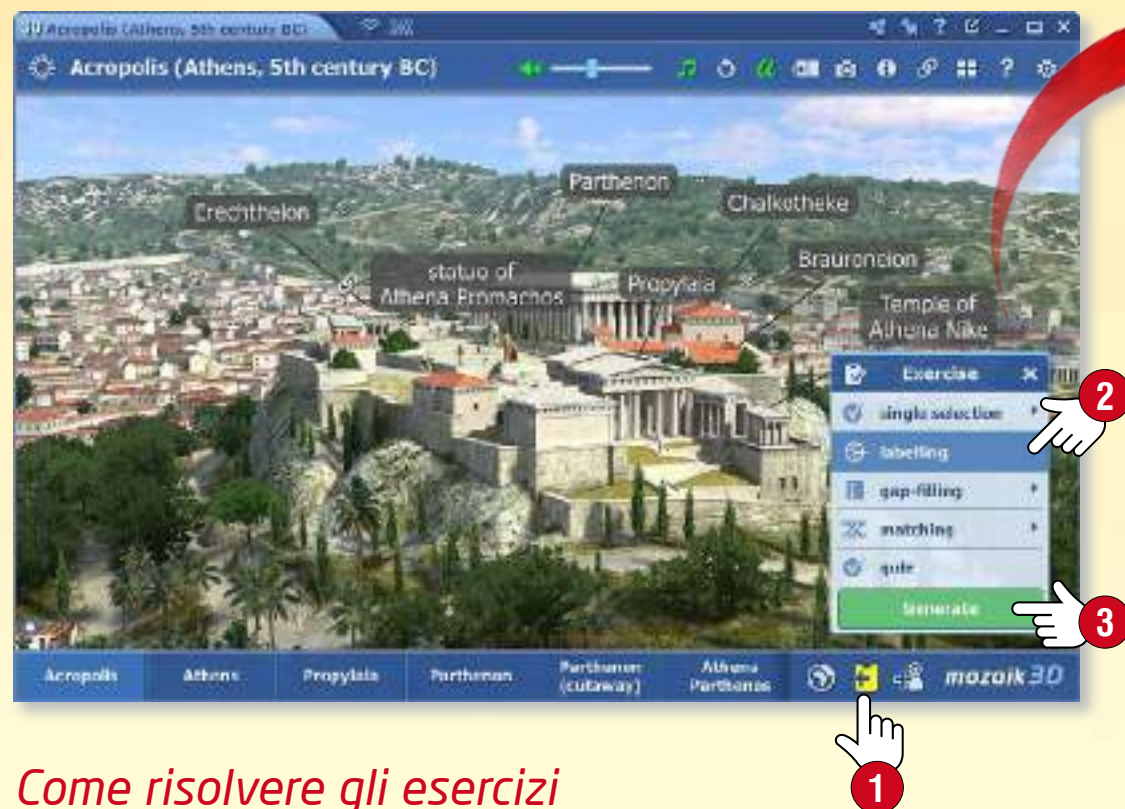 3D Acropolis (Athens, 5th century BC)
Acropolis (Athens, 5th century BC)
Parthenon
Erechtheion
Chalkotheke
statue of
Athena Promachos
Propylaia
Brauroneion
Temple of
Athena Nike
Exercise
single selection
labelling
gap-filling
matching
Generate
2
3
Acropolis
Athens
Propylaia
Parthenon
Parthenon
(cutaway)
Athena
Parthenos
mozaik3D
1
Come risolvere gli esercizi